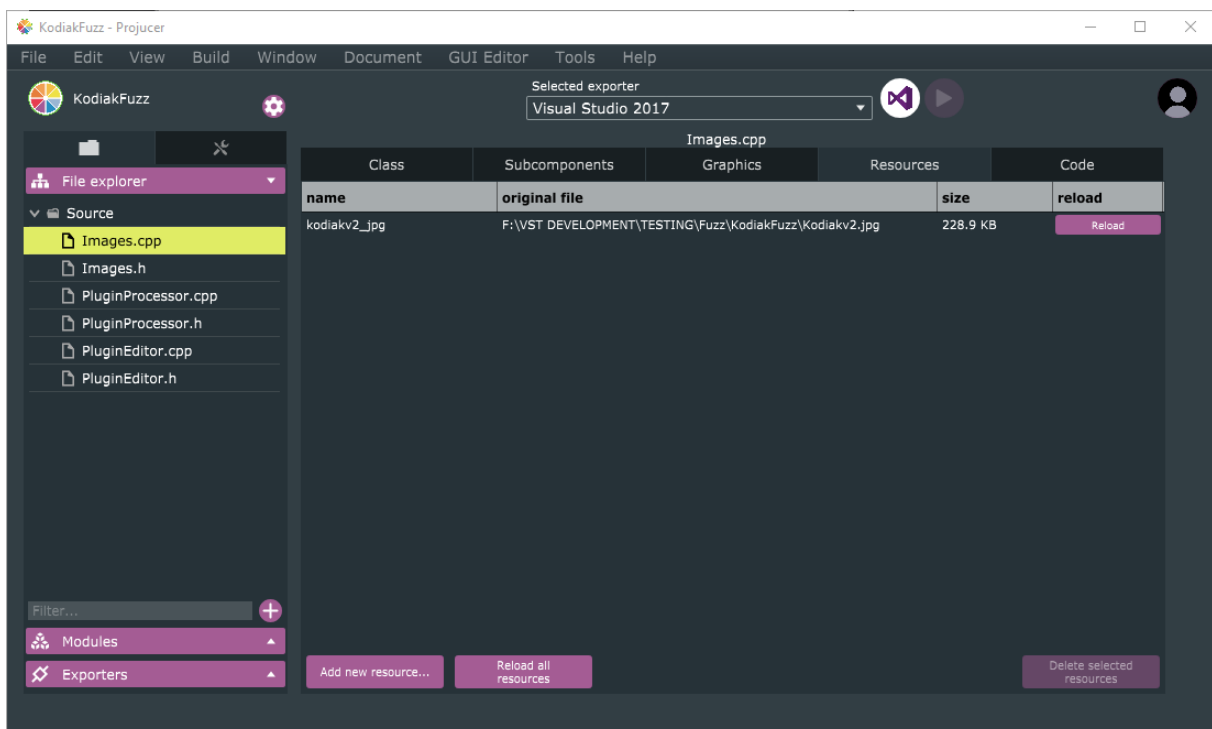 KodiakFuzz - Projucer
File Edit View Build Window Document GUI Editor Tools Help
KodiakFuzz
Selected exporter
Visual Studio 2017
Images.cpp
Class Subcomponents Graphics Resources Code
File explorer
name original file size reload
Source
kodiakv2_jpg F:\VST DEVELOPMENT\TESTING\Fuzz\KodiakFuzz\Kodiakv2.jpg 228.9 KB Reload
Images.cpp
Images.h
PluginProcessor.cpp
PluginProcessor.h
PluginEditor.cpp
PluginEditor.h
Filter...
Modules
Exporters
Add new resource...
Reload all
resources
Delete selected
resources